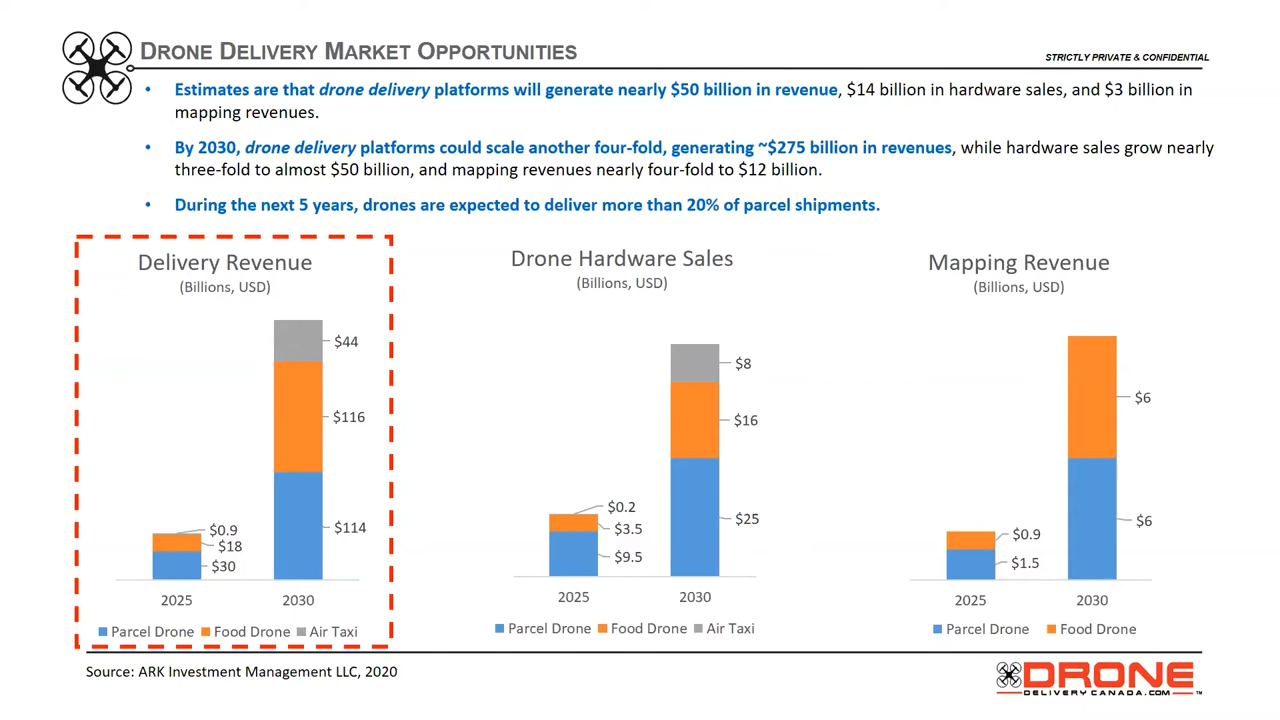 DRONE DELIVERY MARKET OPPORTUNITIES
STRICTLY PRIVATE & CONFIDENTIAL
• Estimates are that drone delivery platforms will generate nearly $50 billion in revenue, $14 billion in hardware sales, and $3 billion in
mapping revenues.
• By 2030, drone delivery platforms could scale another four-fold, generating ~$275 billion in revenues, while hardware sales grow nearly
three-fold to almost $50 billion, and mapping revenues nearly four-fold to $12 billion.
• During the next 5 years, drones are expected to deliver more than 20% of parcel shipments.
Delivery Revenue
(Billions, USD)
$44
$116
$114
$0.9
$18
$30
2025 2030
Parcel Drone Food Drone Air Taxi
Drone Hardware Sales
(Billions, USD)
$8
$16
$25
$0.2
$3.5
$9.5
2025 2030
Parcel Drone Food Drone Air Taxi
Mapping Revenue
(Billions, USD)
$6
$6
$0.9
$1.5
2025 2030
Parcel Drone Food Drone
Source: ARK Investment Management LLC, 2020
DRONE
DELIVERYCANADA.COM ™